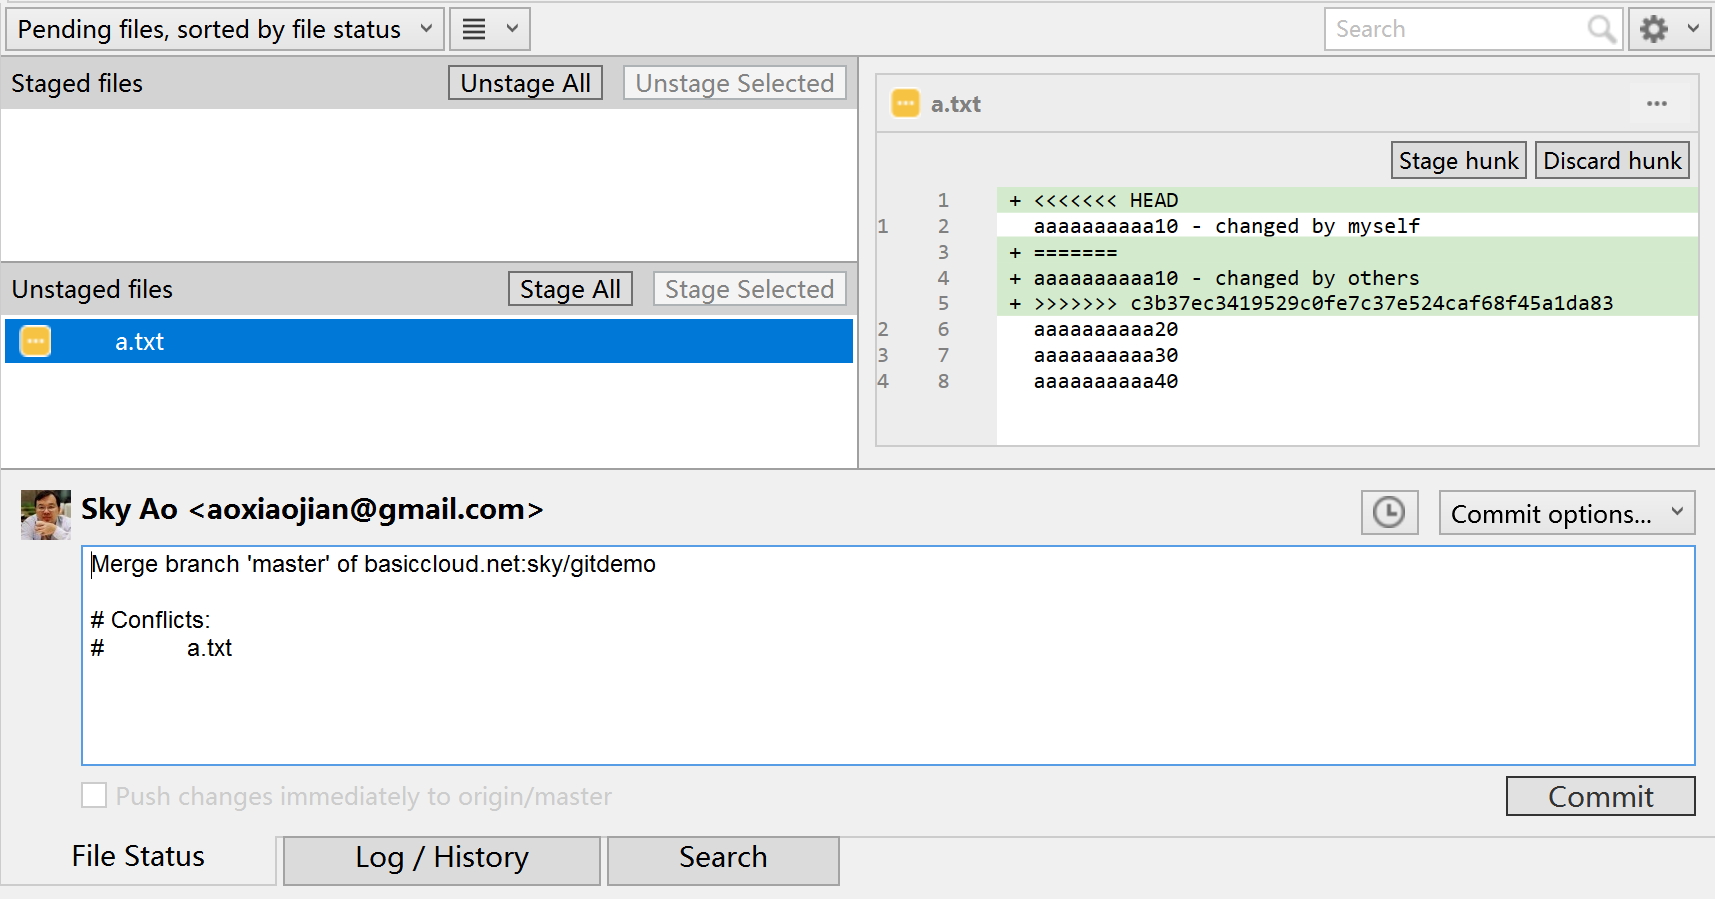 Pending files, sorted by file status
Search
Staged files
Unstage All
Unstage Selected
Unstaged files
Stage All
Stage Selected
a.txt
a.txt
...
Stage hunk
Discard hunk
1 + <<<<<<< HEAD
1 2 aaaaaaaaaa10 - changed by myself
3 + =======
4 + aaaaaaaaaa10 - changed by others
5 + >>>>>>> c3b37ec3419529c0fe7c37e524caf68f45a1da83
2 6 aaaaaaaaaa20
3 7 aaaaaaaaaa30
4 8 aaaaaaaaaa40
Sky Ao <aoxiaojian@gmail.com>
Commit options...
Merge branch 'master' of basiccloud.net:sky/gitdemo
# Conflicts:
# a.txt
Push changes immediately to origin/master
Commit
File Status
Log / History
Search